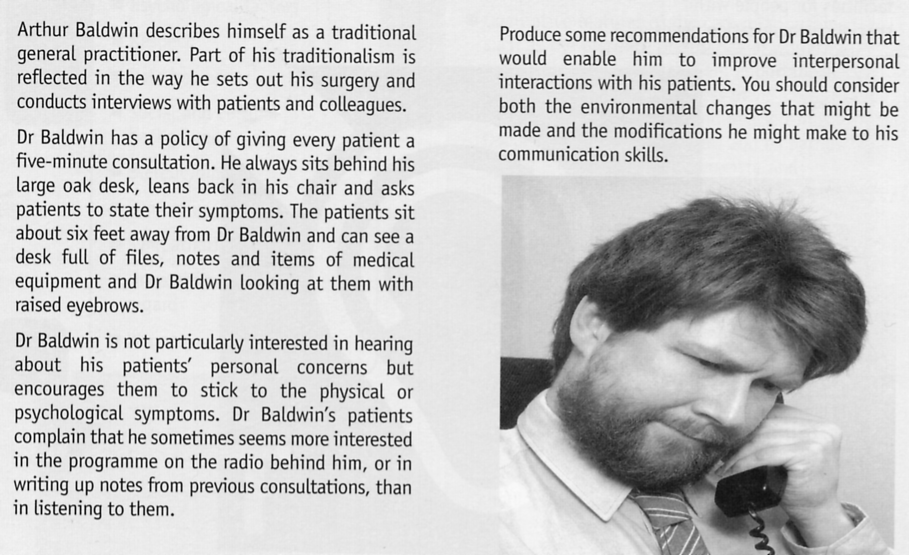 Arthur Baldwin describes himself as a traditional
general practitioner. Part of his traditionalism is
reflected in the way he sets out his surgery and
conducts interviews with patients and colleagues.
Dr Baldwin has a policy of giving every patient a
five-minute consultation. He always sits behind his
large oak desk, leans back in his chair and asks
patients to state their symptoms. The patients sit
about six feet away from Dr Baldwin and can see a
desk full of files, notes and items of medical
equipment and Dr Baldwin looking at them with
raised eyebrows.
Dr Baldwin is not particularly interested in hearing
about his patients' personal concerns but
encourages them to stick to the physical or
psychological symptoms. Dr Baldwin's patients
complain that he sometimes seems more interested
in the programme on the radio behind him, or in
writing up notes from previous consultations, than
in listening to them.
Produce some recommendations for Dr Baldwin that
would enable him to improve interpersonal
interactions with his patients. You should consider
both the environmental changes that might be
made and the modifications he might make to his
communication skills.